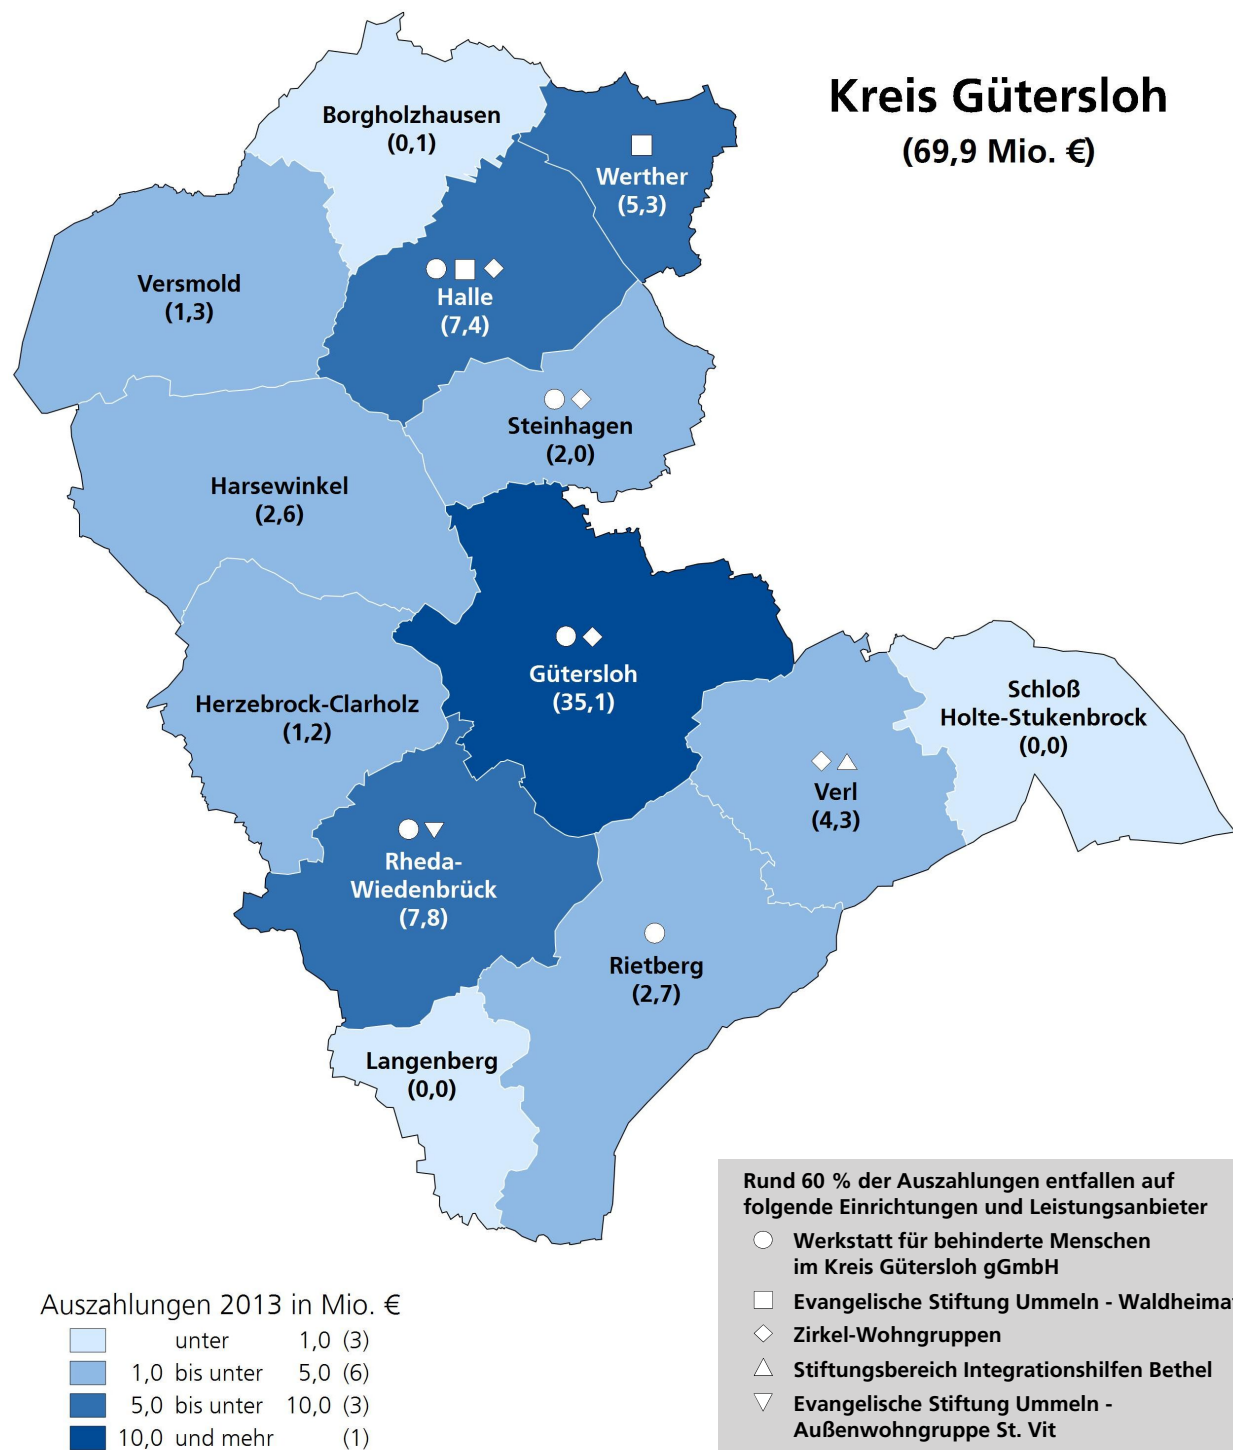 Kreis Gütersloh
(69,9 Mio. €)
Borgholzhausen
(0,1)
Werther
(5,3)
Versmold
(1,3)
Halle
(7,4)
Steinhagen
(2,0)
Harsewinkel
(2,6)
Gütersloh
(35,1)
Herzebrock-Clarholz
(1,2)
Schloß
Holte-Stukenbrock
(0,0)
Verl
(4,3)
Rheda-
Wiedenbrück
(7,8)
Rietberg
(2,7)
Langenberg
(0,0)
Auszahlungen 2013 in Mio. €
unter 1,0 (3)
1,0 bis unter 5,0 (6)
5,0 bis unter 10,0 (3)
10,0 und mehr (1)
Rund 60 % der Auszahlungen entfallen auf
folgende Einrichtungen und Leistungsanbieter
Werkstatt für behinderte Menschen
im Kreis Gütersloh gGmbH
Evangelische Stiftung Ummeln - Waldheimat
Zirkel-Wohngruppen
Stiftungsbereich Integrationshilfen Bethel
Evangelische Stiftung Ummeln -
Außenwohngruppe St. Vit